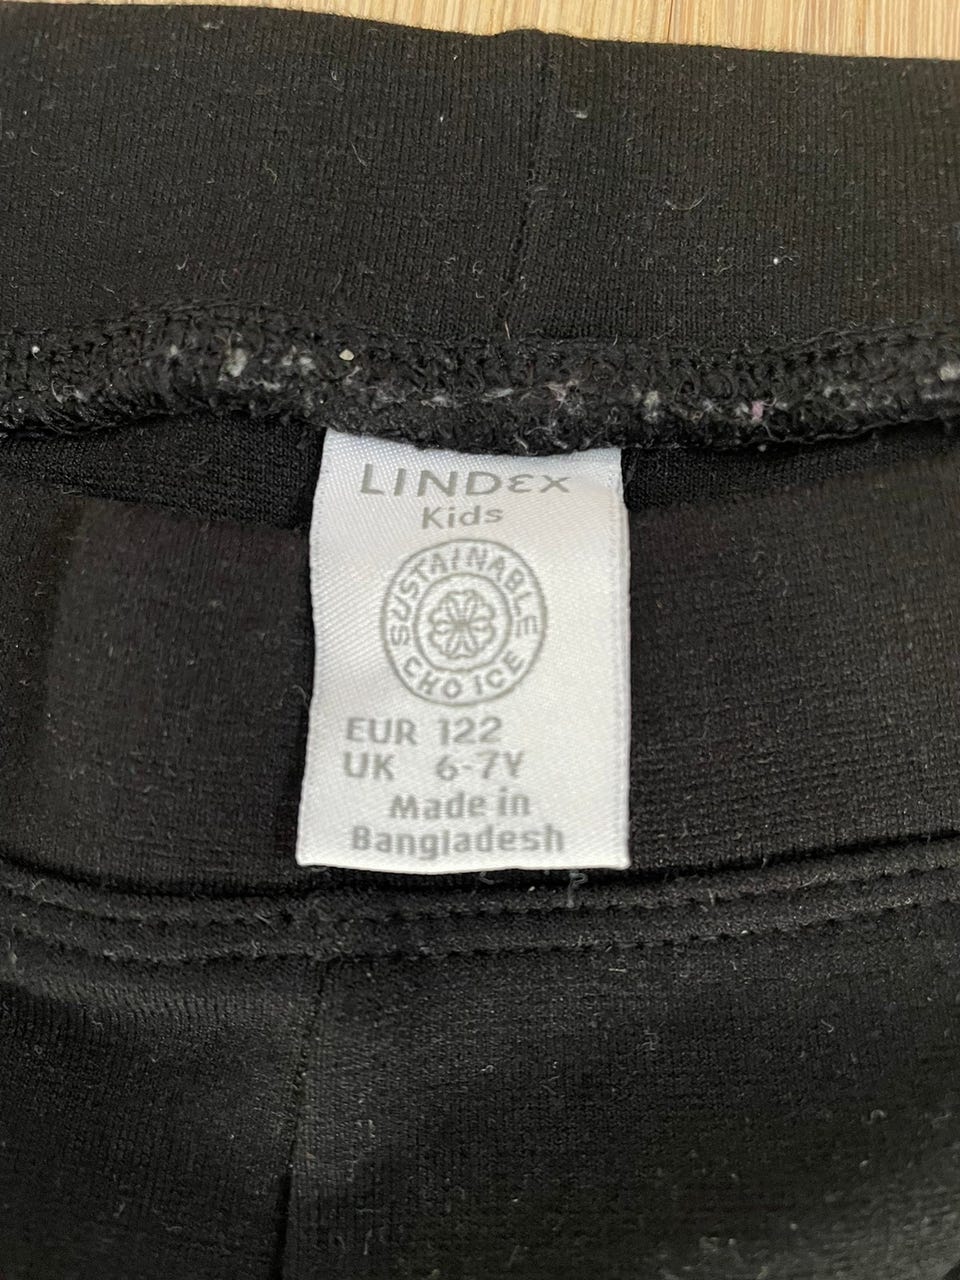 LINDEX
Kids
SUSTAINABLE
CHOICE
EUR 122
UK 6-7Y
Made in
Bangladesh